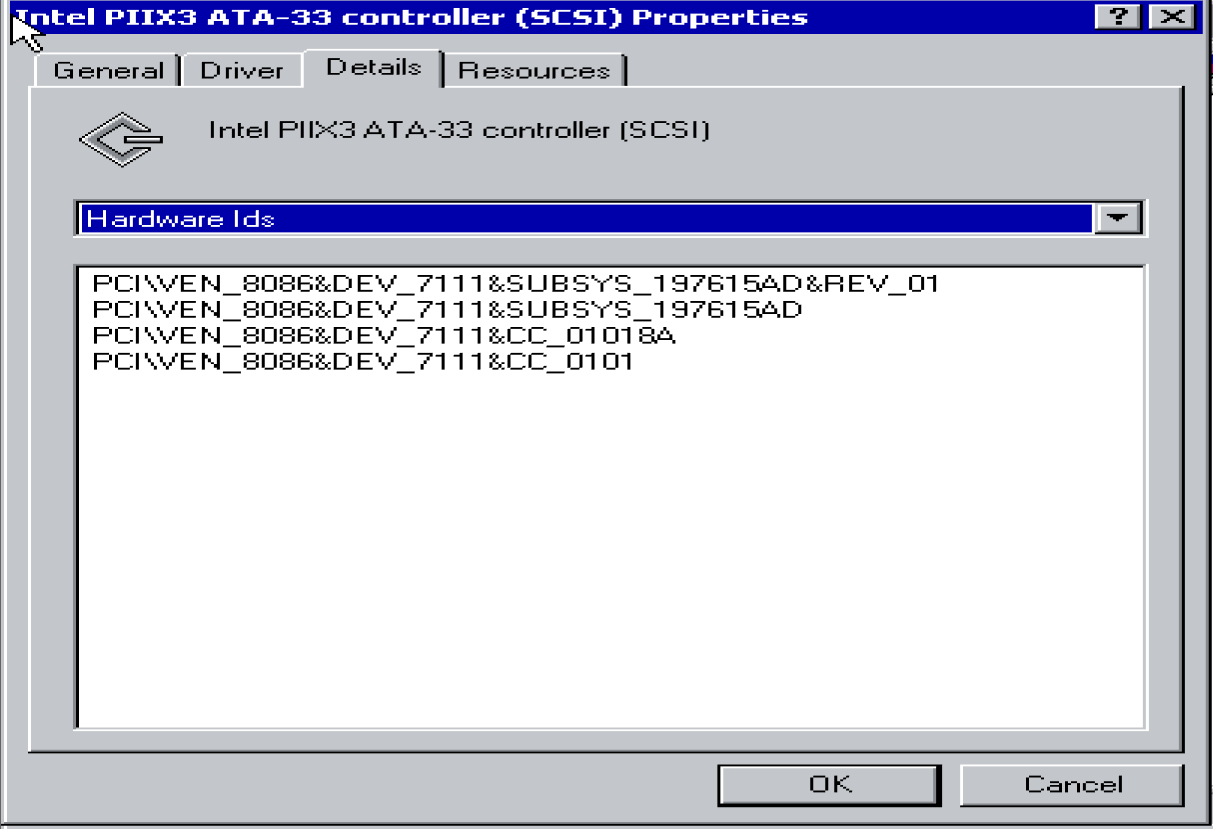 Intel PIIX3 ATA-33 controller (SCSI) Properties
General Driver Details Resources
Intel PIIX3 ATA-33 controller (SCSI)
Hardware Ids
PCI\VEN_8086&DEV_7111&SUBSYS_197615AD&REV_01
PCI\VEN_8086&DEV_7111&SUBSYS_197615AD
PCI\VEN_8086&DEV_7111&CC_01018A
PCI\VEN_8086&DEV_7111&CC_0101
OK Cancel